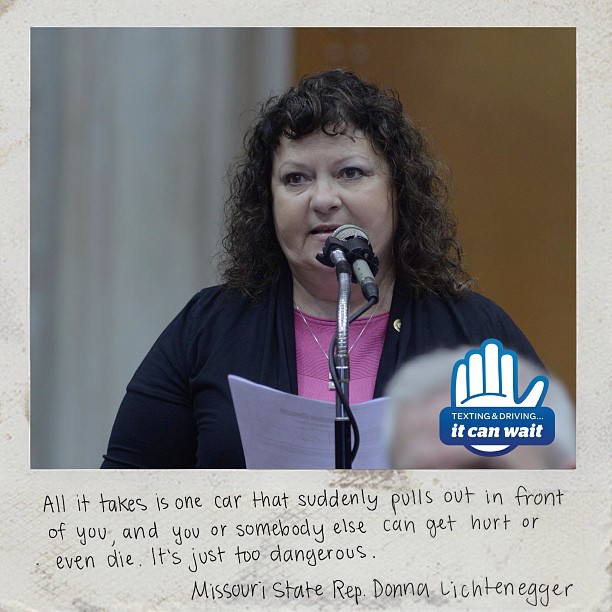 TEXTING & DRIVING...
it can wait
All it takes is one car that suddenly pulls out in front
of you, and you or somebody else can get hurt or
even die. It's just too dangerous.
Missouri State Rep. Donna Lichtenegger